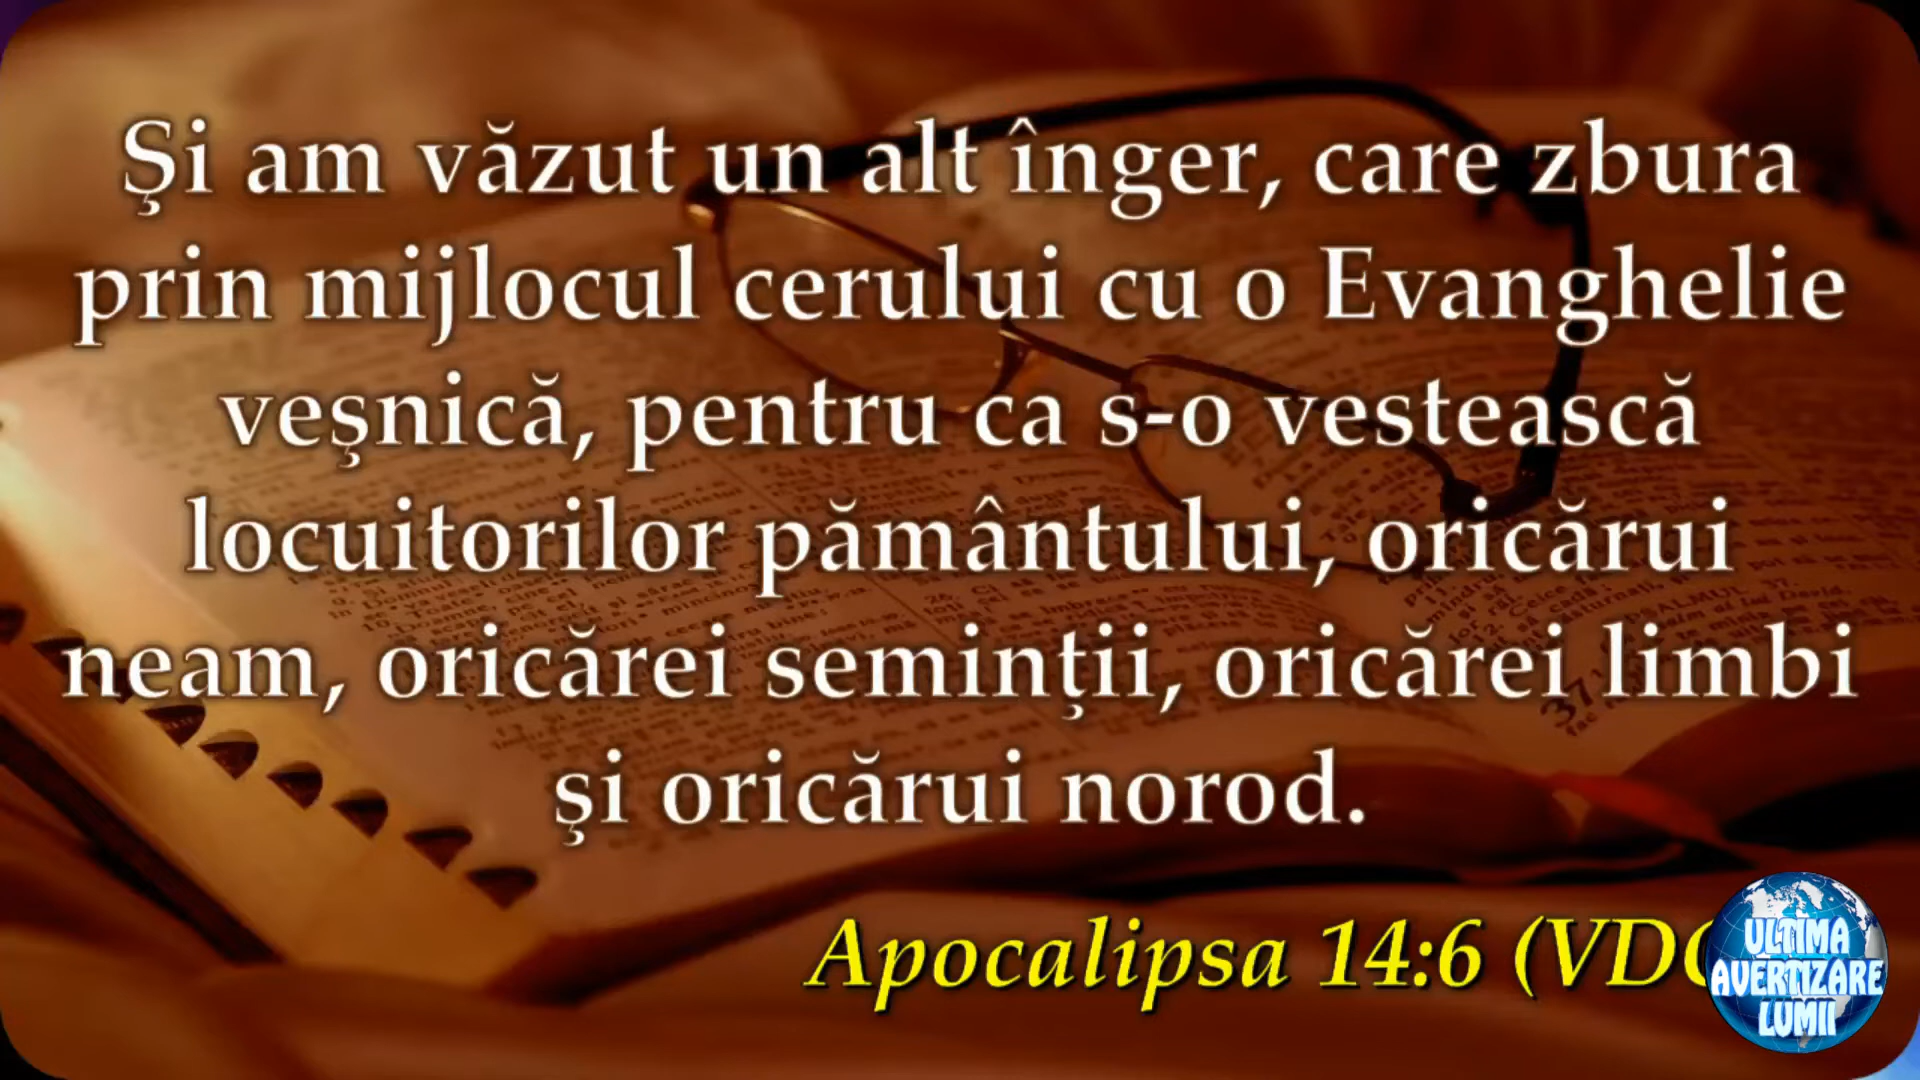 Şi am văzut un alt înger, care zbura
prin mijlocul cerului cu o Evanghelie
veşnică, pentru ca s-o vestească
locuitorilor pământului, oricărui
neam, oricărei seminţii, oricărei limbi
şi oricărui norod.
Apocalipsa 14:6
ULTIMA
AVERTIZARE
LUMII